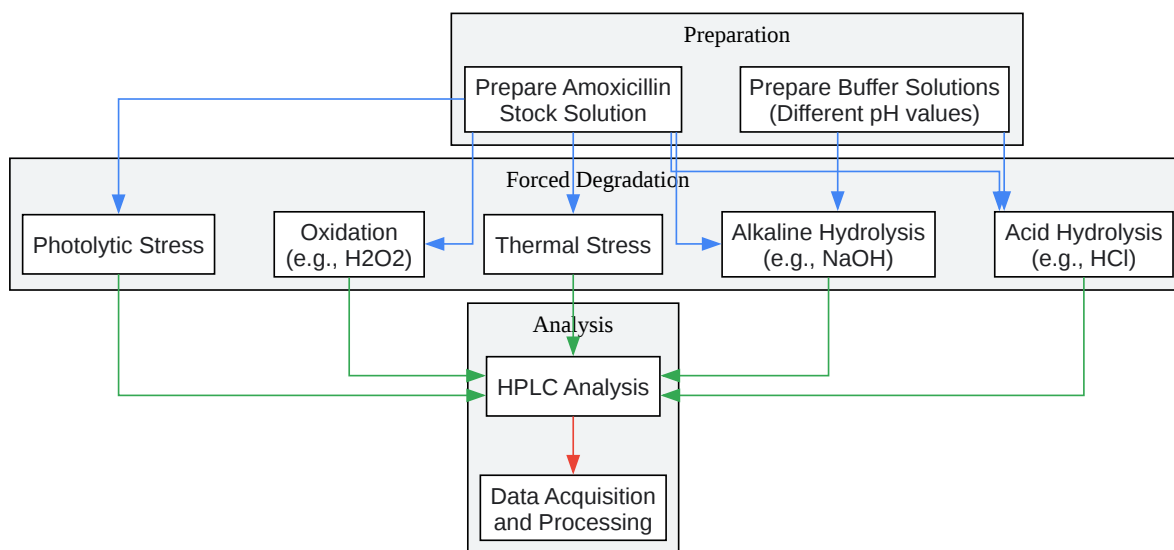 Preparation
Prepare Amoxicillin
Stock Solution
Prepare Buffer Solutions
(Different pH values)
Forced Degradation
Photolytic Stress
Oxidation
(e.g., H2O2)
Thermal Stress
Alkaline Hydrolysis
(e.g., NaOH)
Acid Hydrolysis
(e.g., HCl)
Analysis
HPLC Analysis
Data Acquisition
and Processing